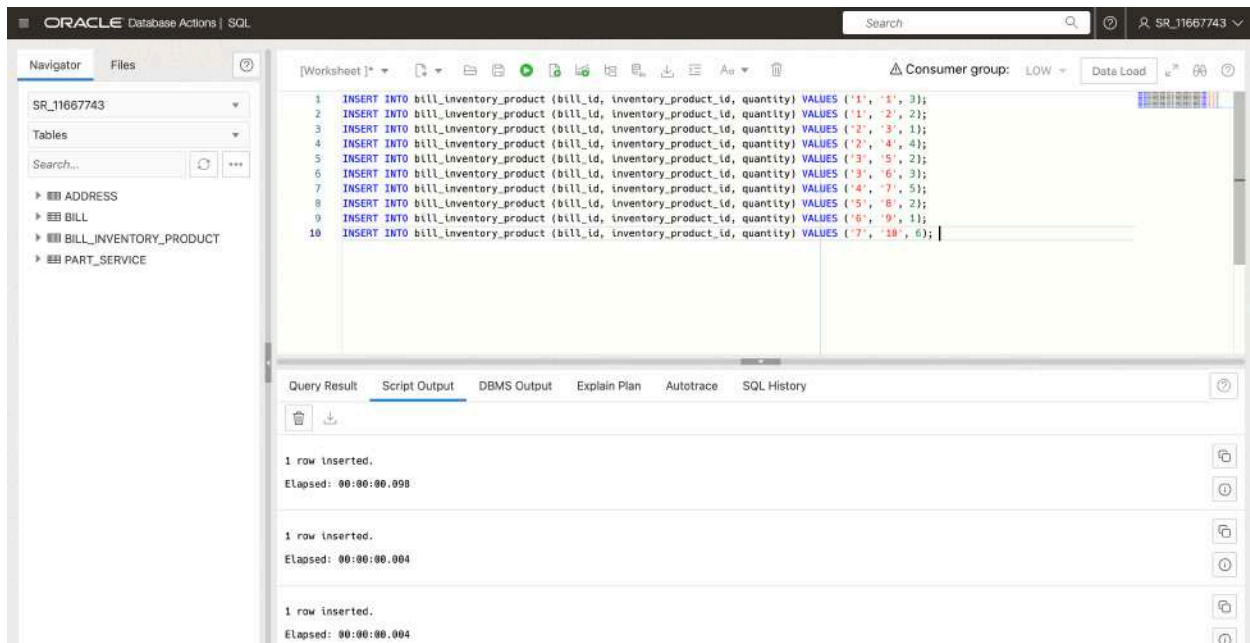 ORACLE Database Actions | SQL
Search
SR_11667743
Navigator Files
SR_11667743
Tables
Search...
ADDRESS
BILL
BILL_INVENTORY_PRODUCT
PART_SERVICE
[Worksheet]*
Aa
Consumer group: LOW
Data Load
1 INSERT INTO bill_inventory_product (bill_id, inventory_product_id, quantity) VALUES ('1', '1', 3);
2 INSERT INTO bill_inventory_product (bill_id, inventory_product_id, quantity) VALUES ('1', '2', 2);
3 INSERT INTO bill_inventory_product (bill_id, inventory_product_id, quantity) VALUES ('2', '3', 1);
4 INSERT INTO bill_inventory_product (bill_id, inventory_product_id, quantity) VALUES ('2', '4', 4);
5 INSERT INTO bill_inventory_product (bill_id, inventory_product_id, quantity) VALUES ('3', '5', 2);
6 INSERT INTO bill_inventory_product (bill_id, inventory_product_id, quantity) VALUES ('3', '6', 3);
7 INSERT INTO bill_inventory_product (bill_id, inventory_product_id, quantity) VALUES ('4', '7', 5);
8 INSERT INTO bill_inventory_product (bill_id, inventory_product_id, quantity) VALUES ('5', '8', 2);
9 INSERT INTO bill_inventory_product (bill_id, inventory_product_id, quantity) VALUES ('6', '9', 1);
10 INSERT INTO bill_inventory_product (bill_id, inventory_product_id, quantity) VALUES ('7', '10', 6);
Query Result Script Output DBMS Output Explain Plan Autotrace SQL History
1 row inserted.
Elapsed: 00:00:00.098
1 row inserted.
Elapsed: 00:00:00.004
1 row inserted.
Elapsed: 00:00:00.004